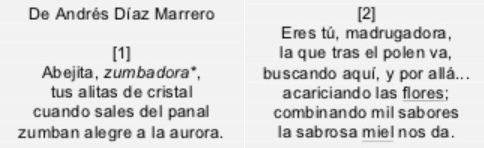 De Andrés Díaz Marrero
[1]
Abejita, zumbadora*,
tus alitas de cristal
cuando sales del panal
zumban alegre a la aurora.
[2]
Eres tú, madrugadora,
la que tras el polen va,
buscando aquí, y por allá...
acariciando las flores;
combinando mil sabores
la sabrosa miel nos da.